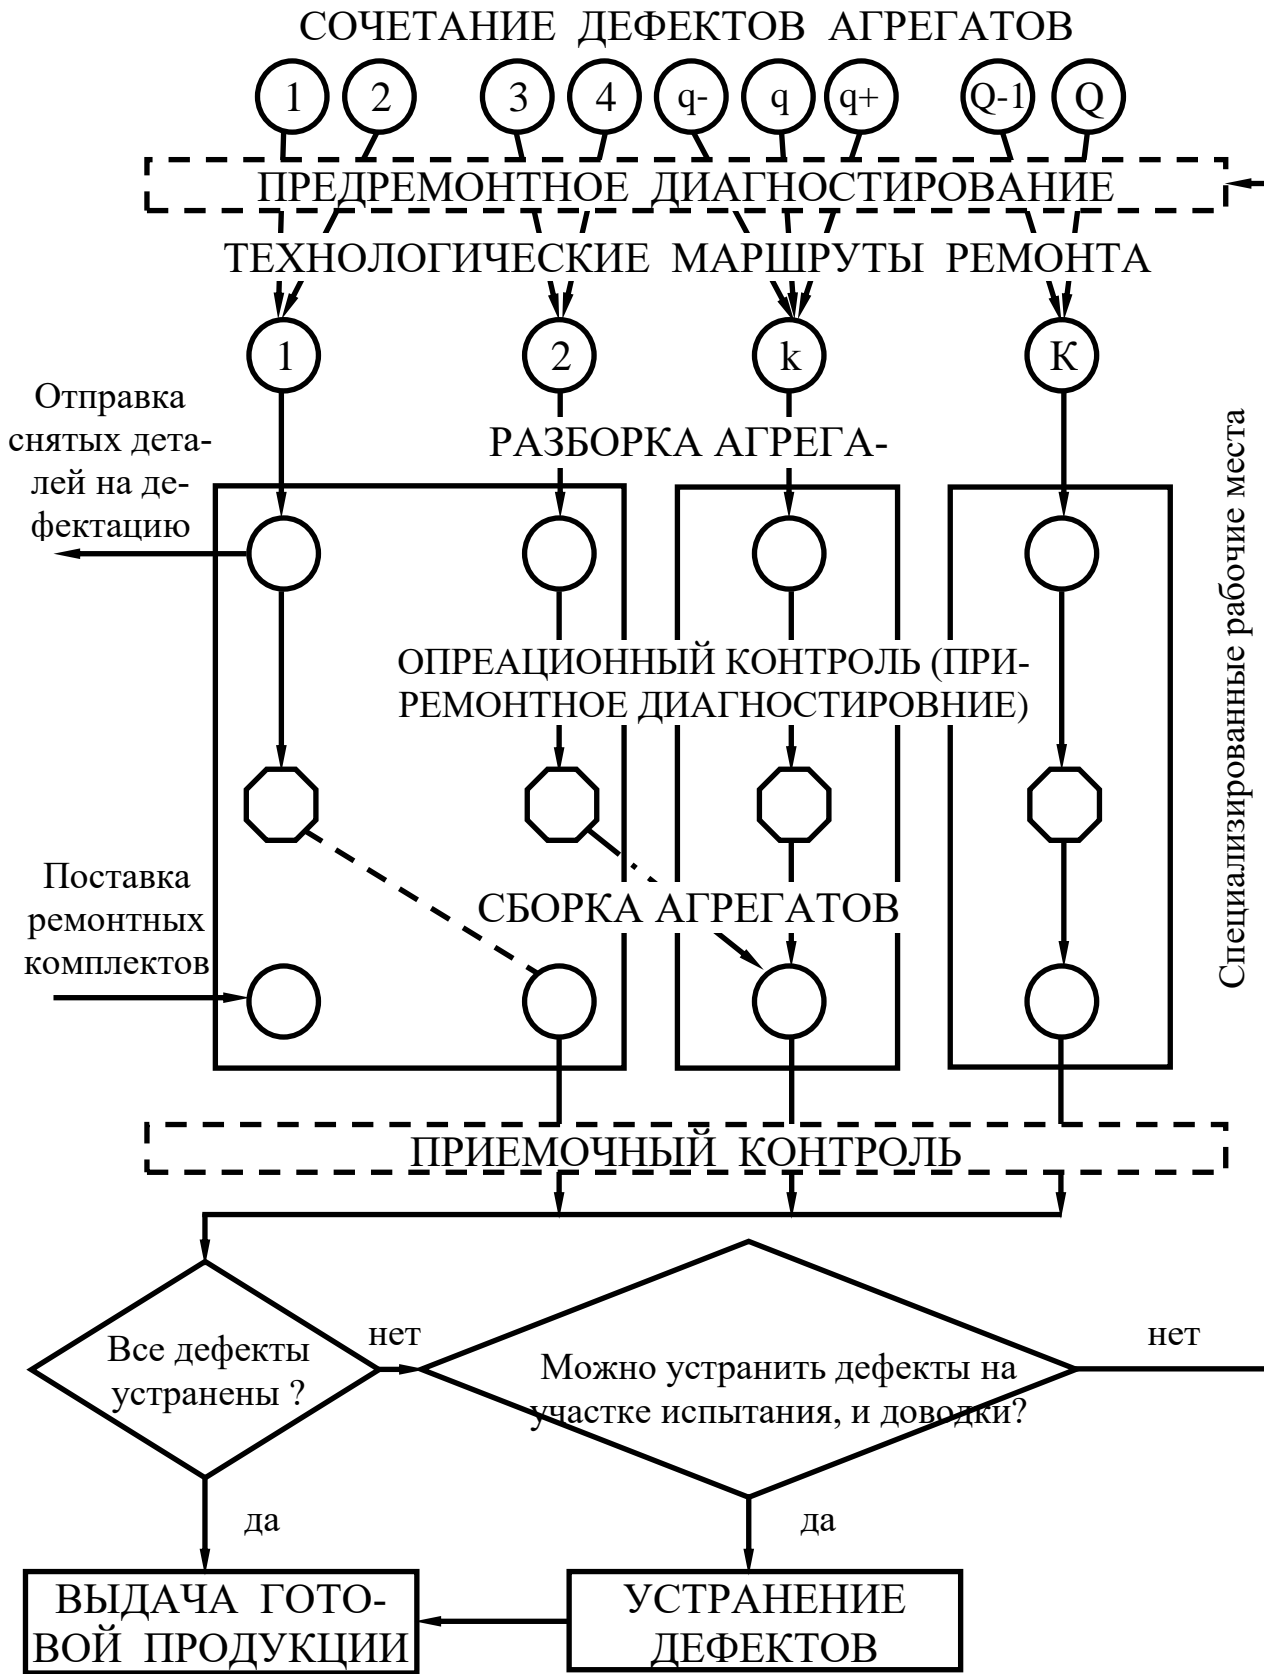 СОЧЕТАНИЕ ДЕФЕКТОВ АГРЕГАТОВ
1 2 3 4 q- q q+ Q-1 Q
ПРЕДРЕМОНТНОЕ ДИАГНОСТИРОВАНИЕ
ТЕХНОЛОГИЧЕСКИЕ МАРШРУТЫ РЕМОНТА
1 2 k К
Отправка
снятых дета-
лей на де-
фектацию
РАЗБОРКА АГРЕГА-
Специализированные рабочие места
ОПРЕАЦИОННЫЙ КОНТРОЛЬ (ПРИ-
РЕМОНТНОЕ ДИАГНОСТИРОВНИЕ)
Поставка
ремонтных
комплектов
СБОРКА АГРЕГАТОВ
ПРИЕМОЧНЫЙ КОНТРОЛЬ
Все дефекты
устранены ?
нет
Можно устранить дефекты на
участке испытания, и доводки?
нет
да
да
ВЫДАЧА ГОТО-
ВОЙ ПРОДУКЦИИ
УСТРАНЕНИЕ
ДЕФЕКТОВ